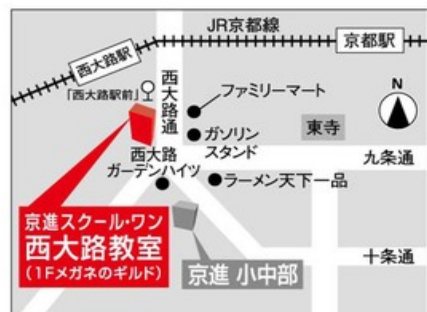 JR京都線
西大路駅
京都駅
「西大路駅前」
西大路通
ファミリーマート
N
ガソリン
スタンド
東寺
西大路
ガーデンハイツ
九条通
ラーメン天下一品
京進スクール・ワン
西大路教室
(1Fメガネのギルド)
京進 小中部
十条通